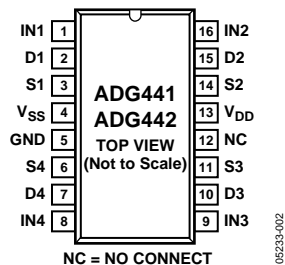 IN1 1 16 IN2
D1 2 15 D2
S1 3 14 S2
VSS 4 ADG441 13 VDD
GND 5 ADG442 12 NC
TOP VIEW
S4 6 (Not to Scale) 11 S3
D4 7 10 D3
IN4 8 9 IN3
NC = NO CONNECT
05233-002